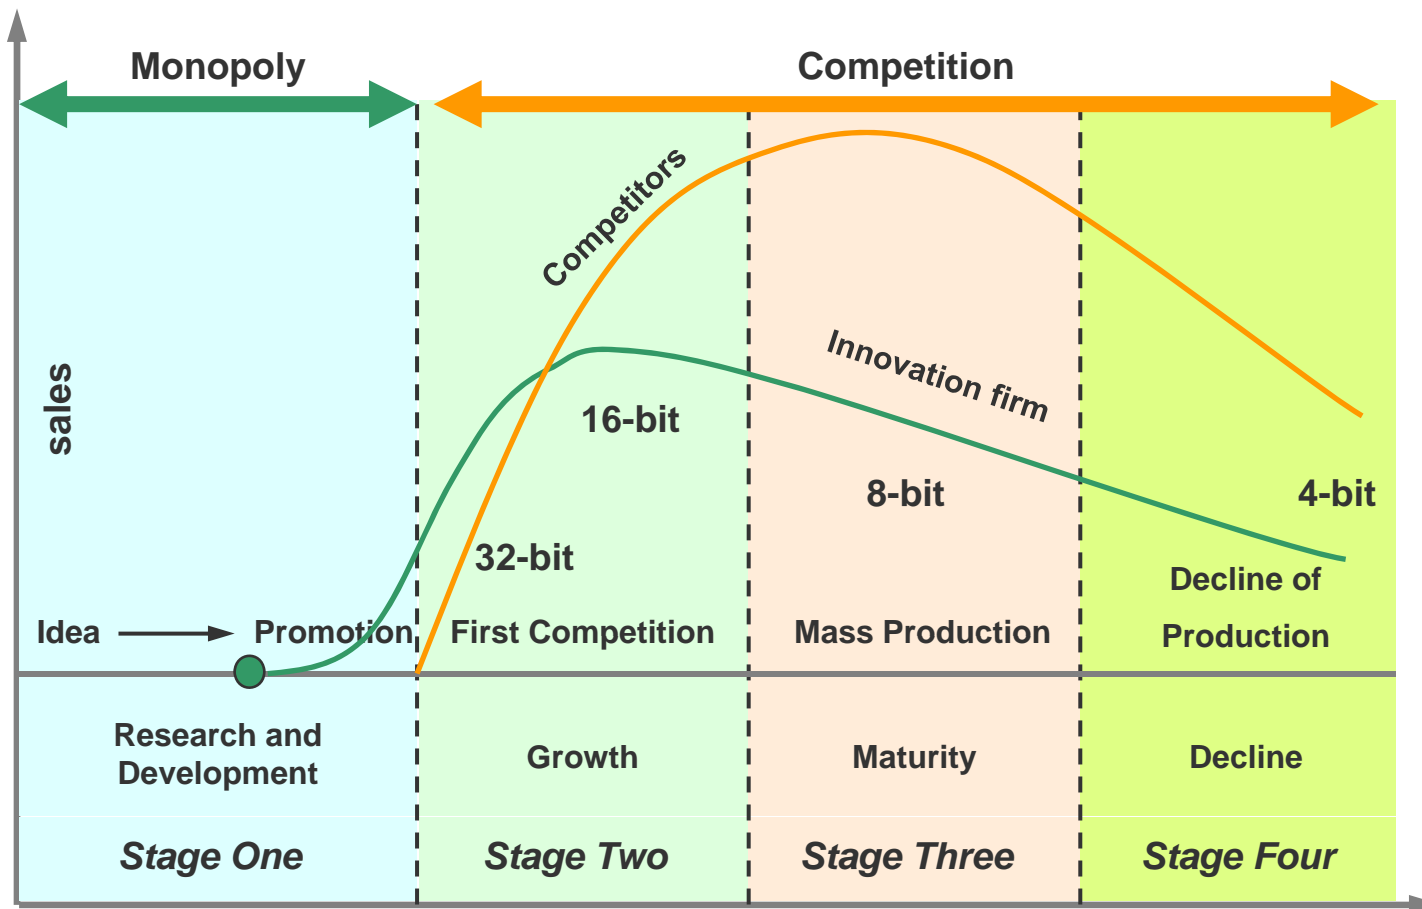 Monopoly
Competition
Competitors
Innovation firm
sales
16-bit
8-bit
4-bit
32-bit
Idea
Promotion
First Competition
Mass Production
Decline of
Production
Research and
Development
Growth
Maturity
Decline
Stage One
Stage Two
Stage Three
Stage Four